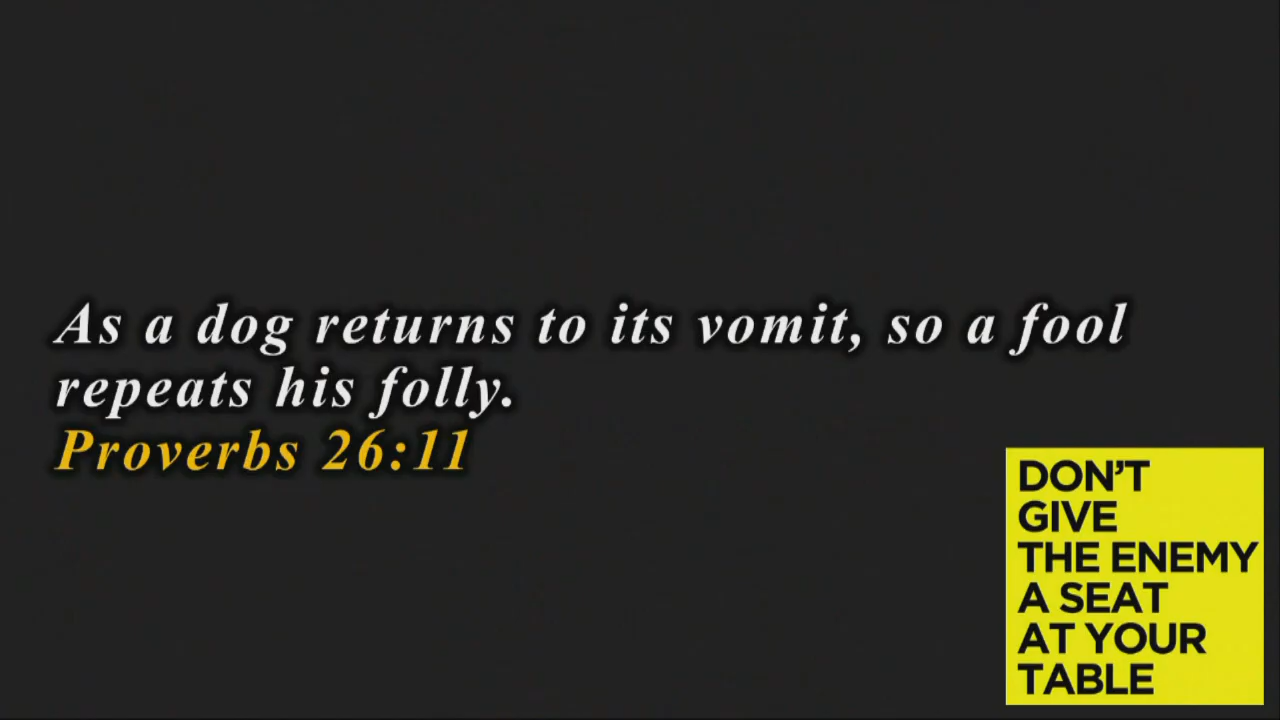 As a dog returns to its vomit, so a fool
repeats his folly.
Proverbs 26:11
DON'T
GIVE
THE ENEMY
A SEAT
AT YOUR
TABLE